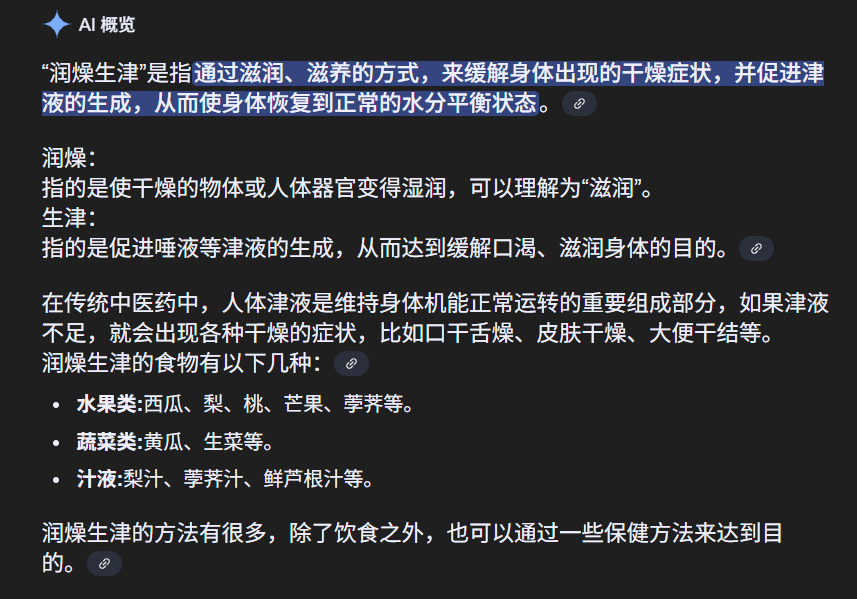 AI 概览
“润燥生津”是指通过滋润、滋养的方式，来缓解身体出现的干燥症状，并促进津
液的生成，从而使身体恢复到正常的水分平衡状态。
润燥：
指的是使干燥的物体或人体器官变得湿润，可以理解为“滋润”。
生津：
指的是促进唾液等津液的生成，从而达到缓解口渴、滋润身体的目的。
在传统中医药中，人体津液是维持身体机能正常运转的重要组成部分，如果津液
不足，就会出现各种干燥的症状，比如口干舌燥、皮肤干燥、大便干结等。
润燥生津的食物有以下几种：
• 水果类:西瓜、梨、桃、芒果、荸荠等。
• 蔬菜类:黄瓜、生菜等。
• 汁液:梨汁、荸荠汁、鲜芦根汁等。
润燥生津的方法有很多，除了饮食之外，也可以通过一些保健方法来达到目
的。